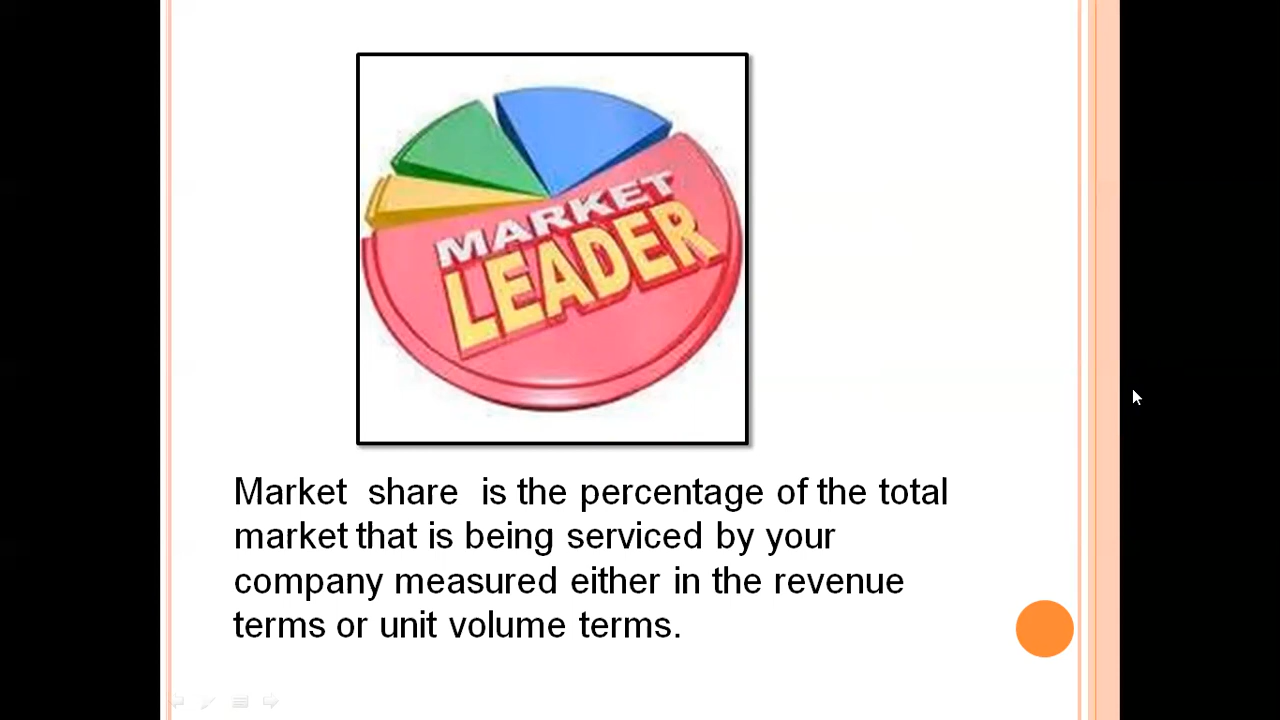 MARKET
LEADER
Market share is the percentage of the total
market that is being serviced by your
company measured either in the revenue
terms or unit volume terms.